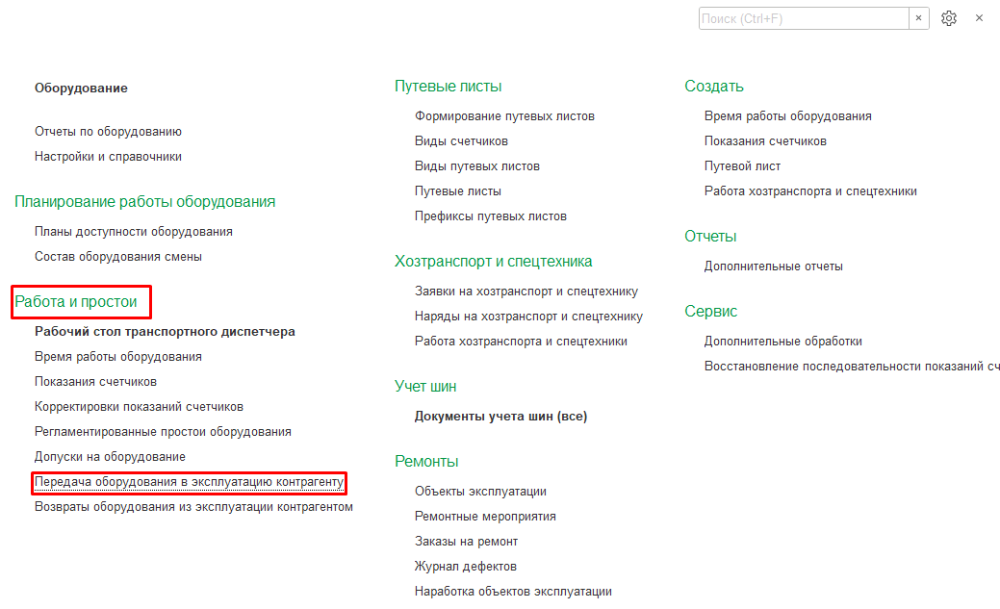 Поиск (Ctrl+F)
×
×
Оборудование
Отчеты по оборудованию
Настройки и справочники
Планирование работы оборудования
Планы доступности оборудования
Состав оборудования смены
Работа и простои
Рабочий стол транспортного диспетчера
Время работы оборудования
Показания счетчиков
Корректировки показаний счетчиков
Регламентированные простои оборудования
Допуски на оборудование
Передача оборудования в эксплуатацию контрагенту
Возвраты оборудования из эксплуатации контрагентом
Путевые листы
Формирование путевых листов
Виды счетчиков
Виды путевых листов
Путевые листы
Префиксы путевых листов
Хозтранспорт и спецтехника
Заявки на хозтранспорт и спецтехнику
Наряды на хозтранспорт и спецтехнику
Работа хозтранспорта и спецтехники
Учет шин
Документы учета шин (все)
Ремонты
Объекты эксплуатации
Ремонтные мероприятия
Заказы на ремонт
Журнал дефектов
Наработка объектов эксплуатации
Создать
Время работы оборудования
Показания счетчиков
Путевой лист
Работа хозтранспорта и спецтехники
Отчеты
Дополнительные отчеты
Сервис
Дополнительные обработки
Восстановление последовательности показаний сч